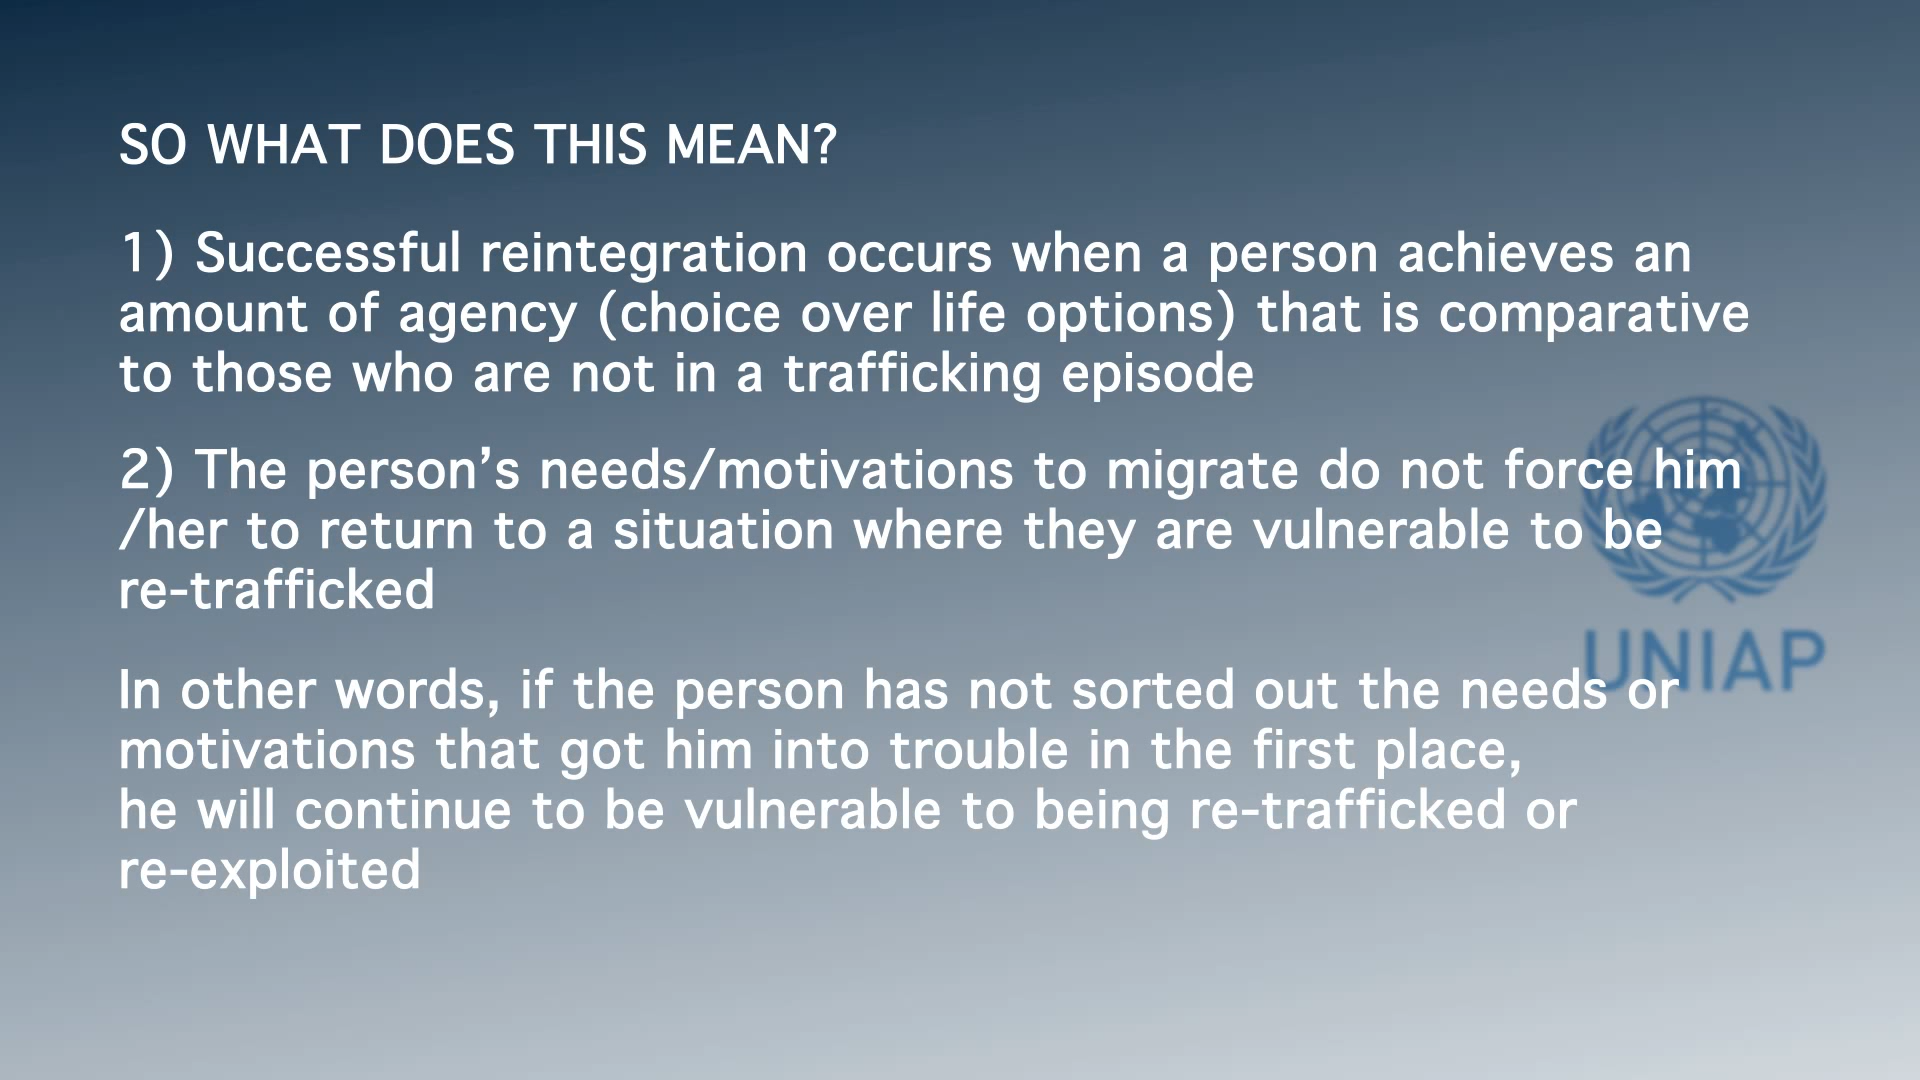 SO WHAT DOES THIS MEAN?
1) Successful reintegration occurs when a person achieves an
amount of agency (choice over life options) that is comparative
to those who are not in a trafficking episode
2) The person’s needs/motivations to migrate do not force him
/her to return to a situation where they are vulnerable to be
re-trafficked
In other words, if the person has not sorted out the needs or
motivations that got him into trouble in the first place,
he will continue to be vulnerable to being re-trafficked or
re-exploited
UNIAP